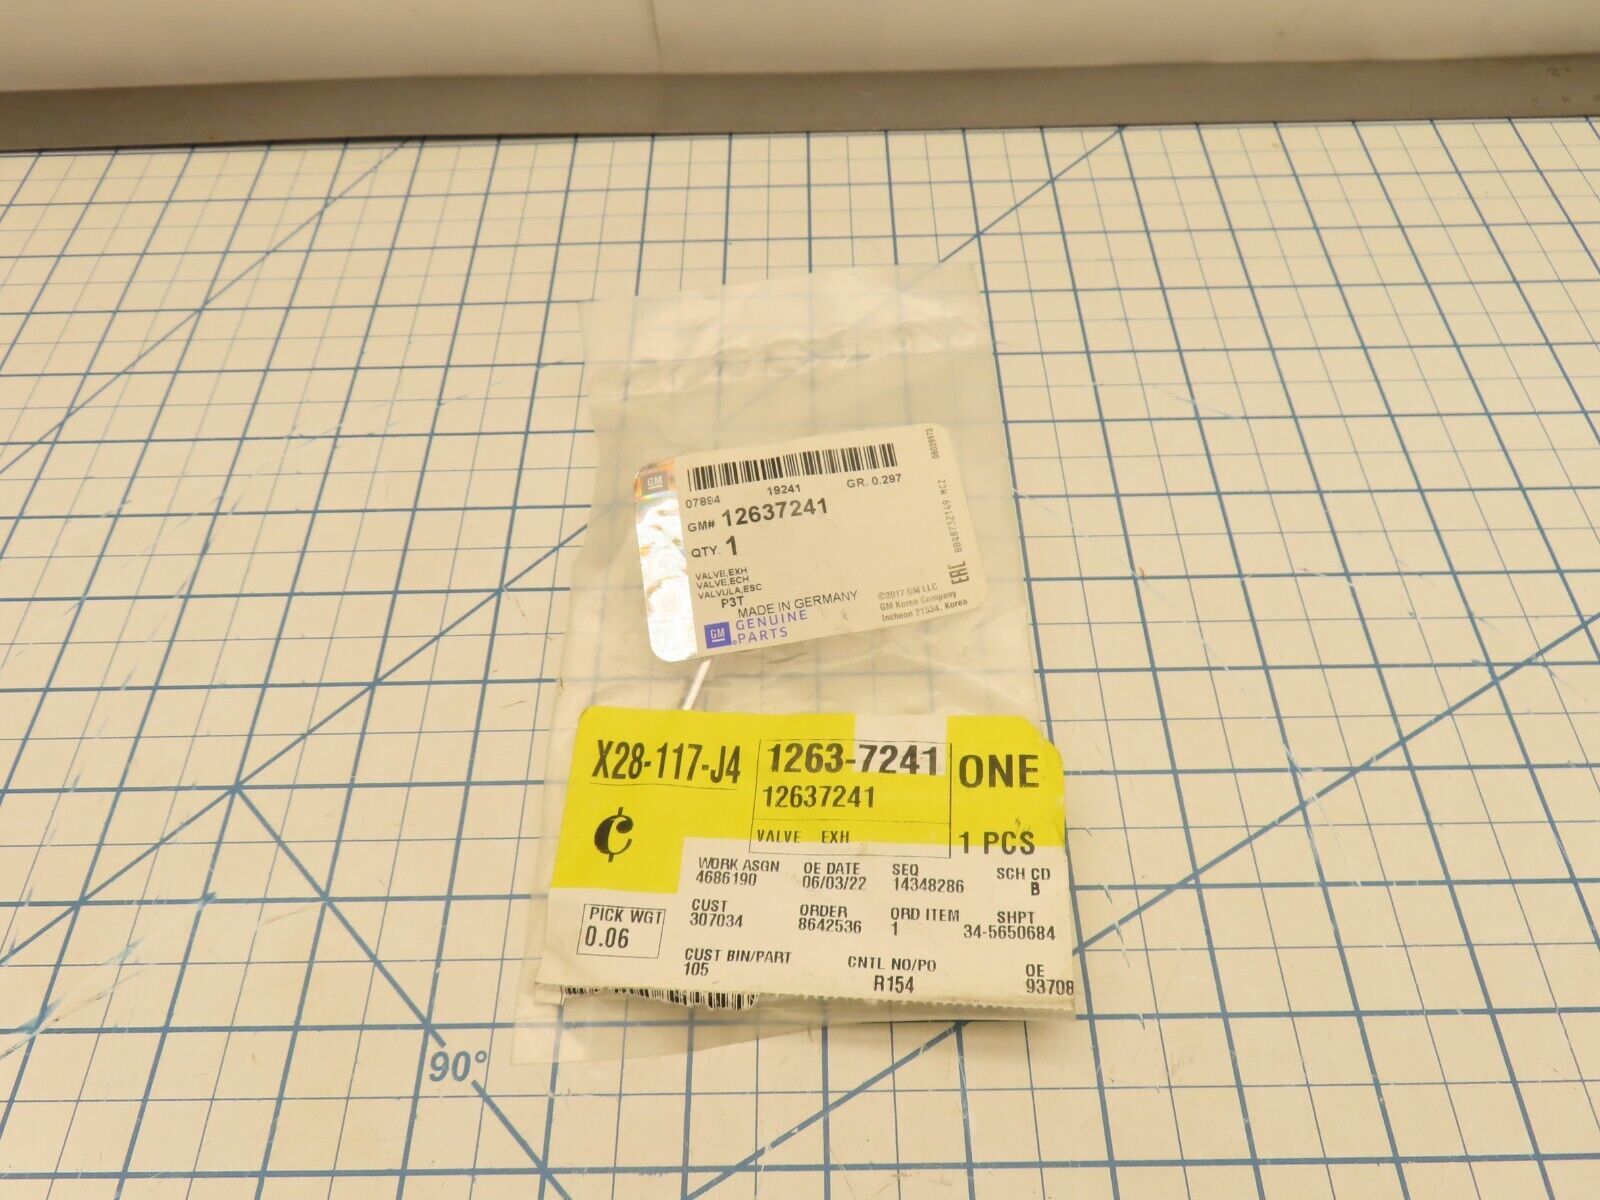 GM
07894 19241 GR. 0.297
GM# 12637241
QTY. 1
VALVE,EXH
VALVE,ECH
VALVULA,ESC
P3T
MADE IN GERMANY
GM GENUINE
PARTS
©2017 GM LLC
GM Korea Company
Incheon 21334, Korea
EAC BBQ8732149 MCZ
X28-117-J4
1263-7241
12637241
VALVE EXH
ONE
1 PCS
¢
WORK ASGN OE DATE SEQ SCH CD
4686190 06/03/22 14348286 B
PICK WGT
0.06
CUST ORDER ORD ITEM SHPT
307034 8642536 1 34-5650684
CUST BIN/PART CNTL NO/PO OE
105 R154 93708
90°